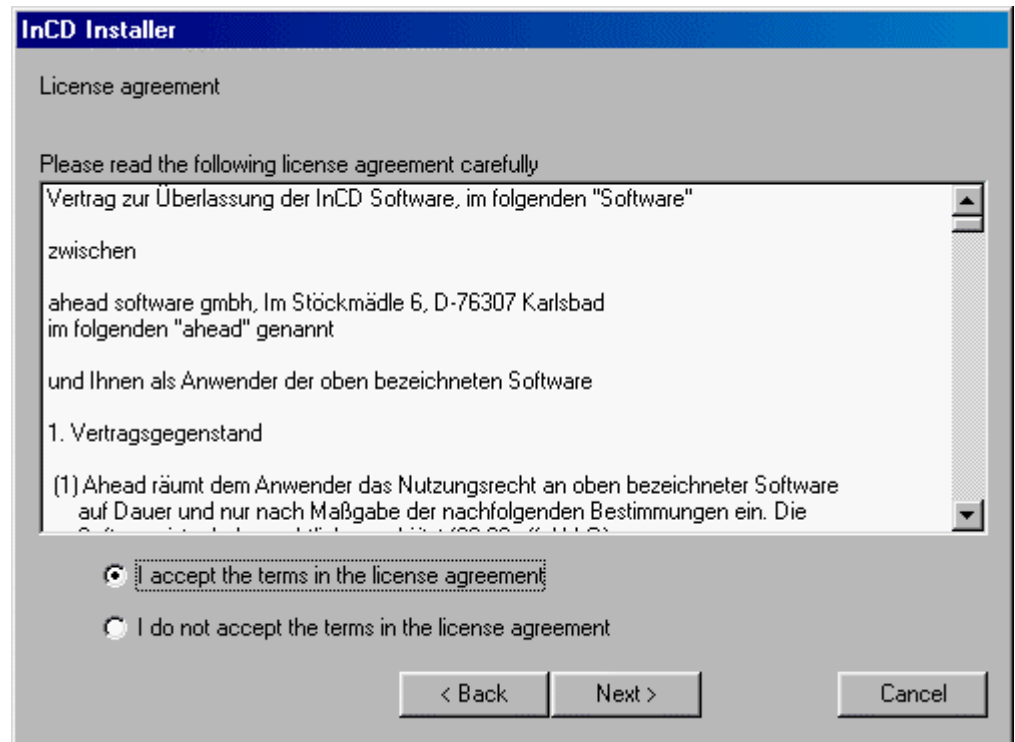 InCD Installer
License agreement
Please read the following license agreement carefully
Vertrag zur Überlassung der InCD Software, im folgenden "Software"
zwischen
ahead software gmbh, Im Stöckmädle 6, D-76307 Karlsbad
im folgenden "ahead" genannt
und Ihnen als Anwender der oben bezeichneten Software
1. Vertragsgegenstand
(1) Ahead räumt dem Anwender das Nutzungsrecht an oben bezeichneter Software
auf Dauer und nur nach Maßgabe der nachfolgenden Bestimmungen ein. Die
I accept the terms in the license agreement
I do not accept the terms in the license agreement
< Back
Next >
Cancel